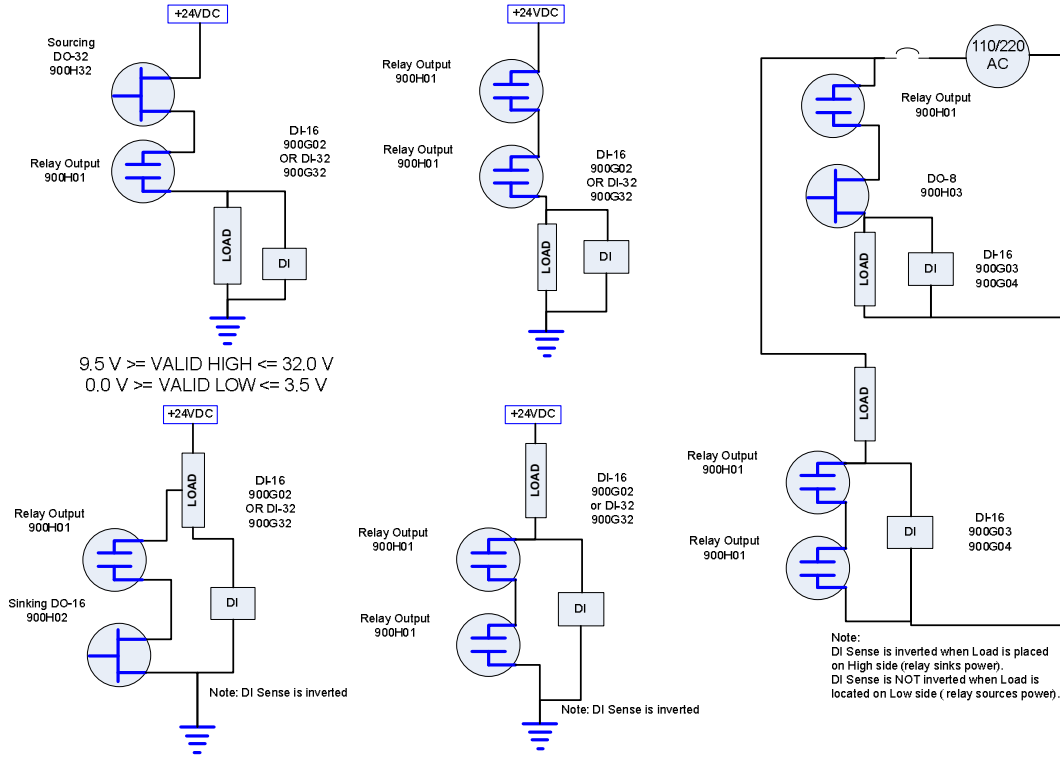 +24VDC
Sourcing
DO-32
900H32
Relay Output
900H01
DI-16
900G02
OR DI-32
900G32
LOAD
DI
9.5 V >= VALID HIGH <= 32.0 V
0.0 V >= VALID LOW <= 3.5 V
+24VDC
Relay Output
900H01
Relay Output
900H01
DI-16
900G02
OR DI-32
900G32
LOAD
DI
110/220
AC
Relay Output
900H01
DO-8
900H03
DI-16
900G03
900G04
LOAD
DI
+24VDC
LOAD
DI-16
900G02
OR DI-32
900G32
Relay Output
900H01
DI
Sinking DO-16
900H02
Note: DI Sense is inverted
+24VDC
LOAD
DI-16
900G02
or DI-32
900G32
Relay Output
900H01
DI
Relay Output
900H01
Note: DI Sense is inverted
LOAD
Relay Output
900H01
DI
DI-16
900G03
900G04
Relay Output
900H01
Note:
DI Sense is inverted when Load is placed
on High side (relay sinks power).
DI Sense is NOT inverted when Load is
located on Low side ( relay sources power).